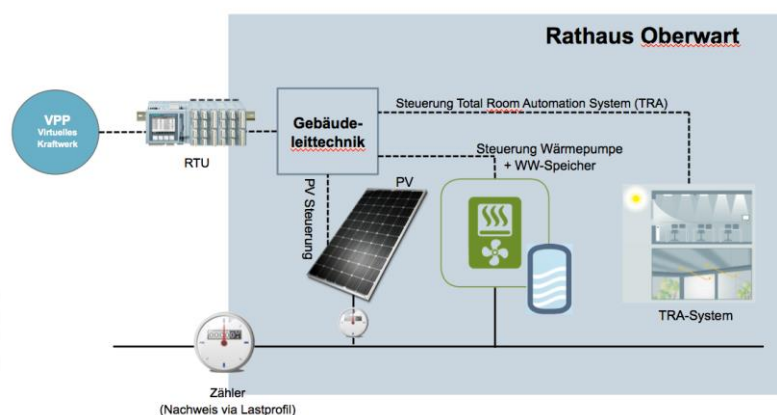 Rathaus Oberwart
VPP
Virtuelles
Kraftwerk
RTU
Gebäude-
leittechnik
Steuerung Total Room Automation System (TRA)
Steuerung Wärmepumpe
+ WW-Speicher
PV Steuerung
PV
TRA-System
Zähler
(Nachweis via Lastprofil)